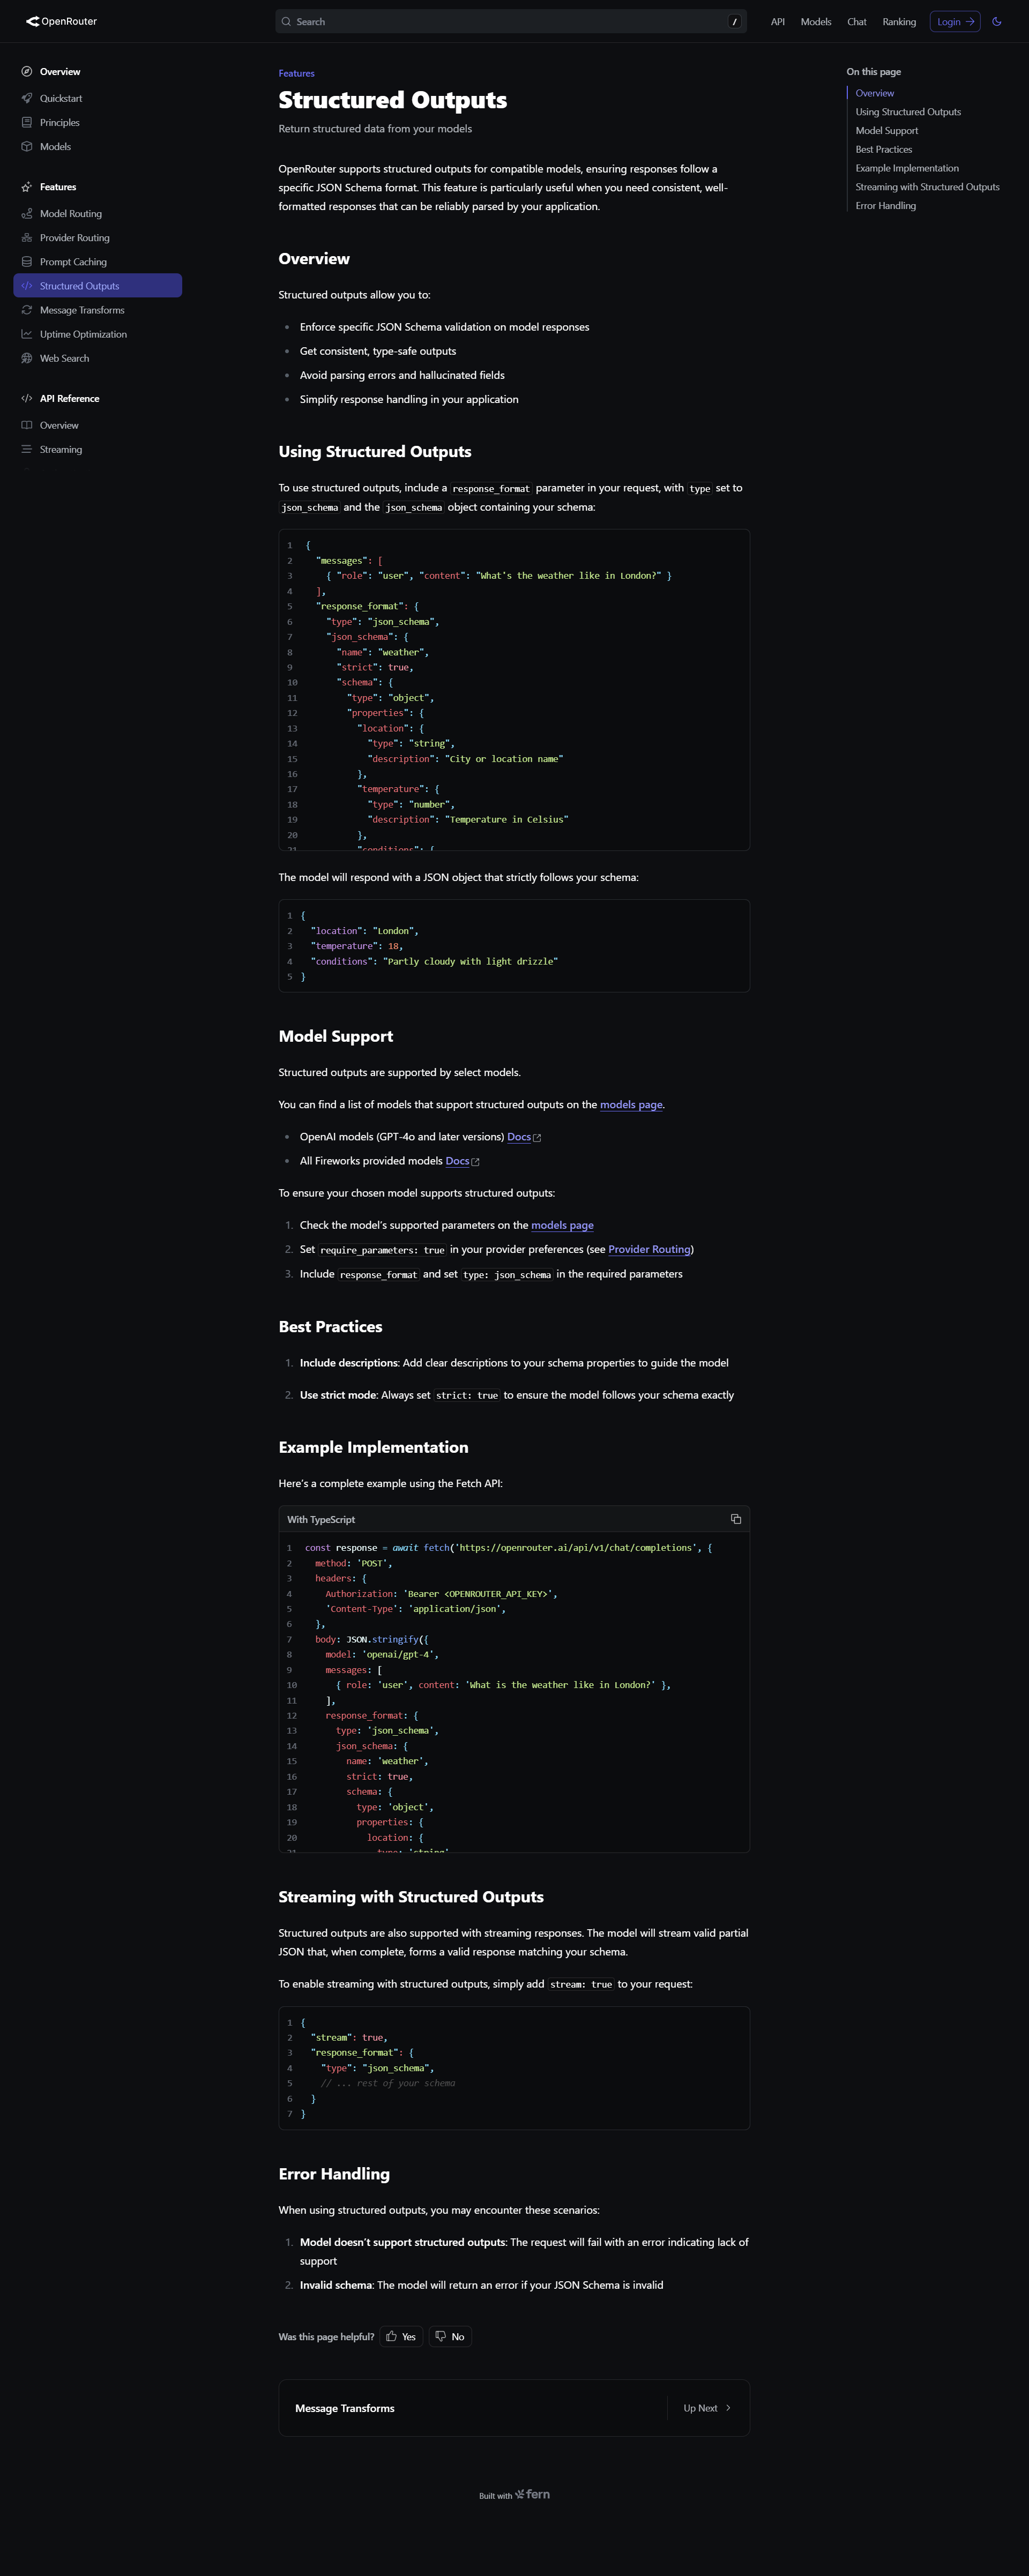 OpenRouter
Search
/
API
Models
Chat
Ranking
Login
Overview
Quickstart
Principles
Models
Features
Model Routing
Provider Routing
Prompt Caching
Structured Outputs
Message Transforms
Uptime Optimization
Web Search
API Reference
Overview
Streaming
Features
Structured Outputs
Return structured data from your models
OpenRouter supports structured outputs for compatible models, ensuring responses follow a
specific JSON Schema format. This feature is particularly useful when you need consistent, well-
formatted responses that can be reliably parsed by your application.
Overview
Structured outputs allow you to:
• Enforce specific JSON Schema validation on model responses
• Get consistent, type-safe outputs
• Avoid parsing errors and hallucinated fields
• Simplify response handling in your application
Using Structured Outputs
To use structured outputs, include a response_format parameter in your request, with type set to
json_schema and the json_schema object containing your schema:
1 {
2 "messages": [
3 { "role": "user", "content": "What's the weather like in London?" }
4 ],
5 "response_format": {
6 "type": "json_schema",
7 "json_schema": {
8 "name": "weather",
9 "strict": true,
10 "schema": {
11 "type": "object",
12 "properties": {
13 "location": {
14 "type": "string",
15 "description": "City or location name"
16 },
17 "temperature": {
18 "type": "number",
19 "description": "Temperature in Celsius"
20 },
21 "conditions": {
The model will respond with a JSON object that strictly follows your schema:
1 {
2 "location": "London",
3 "temperature": 18,
4 "conditions": "Partly cloudy with light drizzle"
5 }
Model Support
Structured outputs are supported by select models.
You can find a list of models that support structured outputs on the models page.
• OpenAI models (GPT-4o and later versions) Docs
• All Fireworks provided models Docs
To ensure your chosen model supports structured outputs:
1. Check the model's supported parameters on the models page
2. Set require_parameters: true in your provider preferences (see Provider Routing)
3. Include response_format and set type: json_schema in the required parameters
Best Practices
1. Include descriptions: Add clear descriptions to your schema properties to guide the model
2. Use strict mode: Always set strict: true to ensure the model follows your schema exactly
Example Implementation
Here's a complete example using the Fetch API:
With TypeScript
1 const response = await fetch('https://openrouter.ai/api/v1/chat/completions', {
2 method: 'POST',
3 headers: {
4 Authorization: 'Bearer <OPENROUTER_API_KEY>',
5 'Content-Type': 'application/json',
6 },
7 body: JSON.stringify({
8 model: 'openai/gpt-4',
9 messages: [
10 { role: 'user', content: 'What is the weather like in London?' },
11 ],
12 response_format: {
13 type: 'json_schema',
14 json_schema: {
15 name: 'weather',
16 strict: true,
17 schema: {
18 type: 'object',
19 properties: {
20 location: {
21 type: 'string'
Streaming with Structured Outputs
Structured outputs are also supported with streaming responses. The model will stream valid partial
JSON that, when complete, forms a valid response matching your schema.
To enable streaming with structured outputs, simply add stream: true to your request:
1 {
2 "stream": true,
3 "response_format": {
4 "type": "json_schema",
5 // ... rest of your schema
6 }
7 }
Error Handling
When using structured outputs, you may encounter these scenarios:
1. Model doesn't support structured outputs: The request will fail with an error indicating lack of
support
2. Invalid schema: The model will return an error if your JSON Schema is invalid
Was this page helpful?
Yes
No
Message Transforms
Up Next
Built with fern
On this page
Overview
Using Structured Outputs
Model Support
Best Practices
Example Implementation
Streaming with Structured Outputs
Error Handling